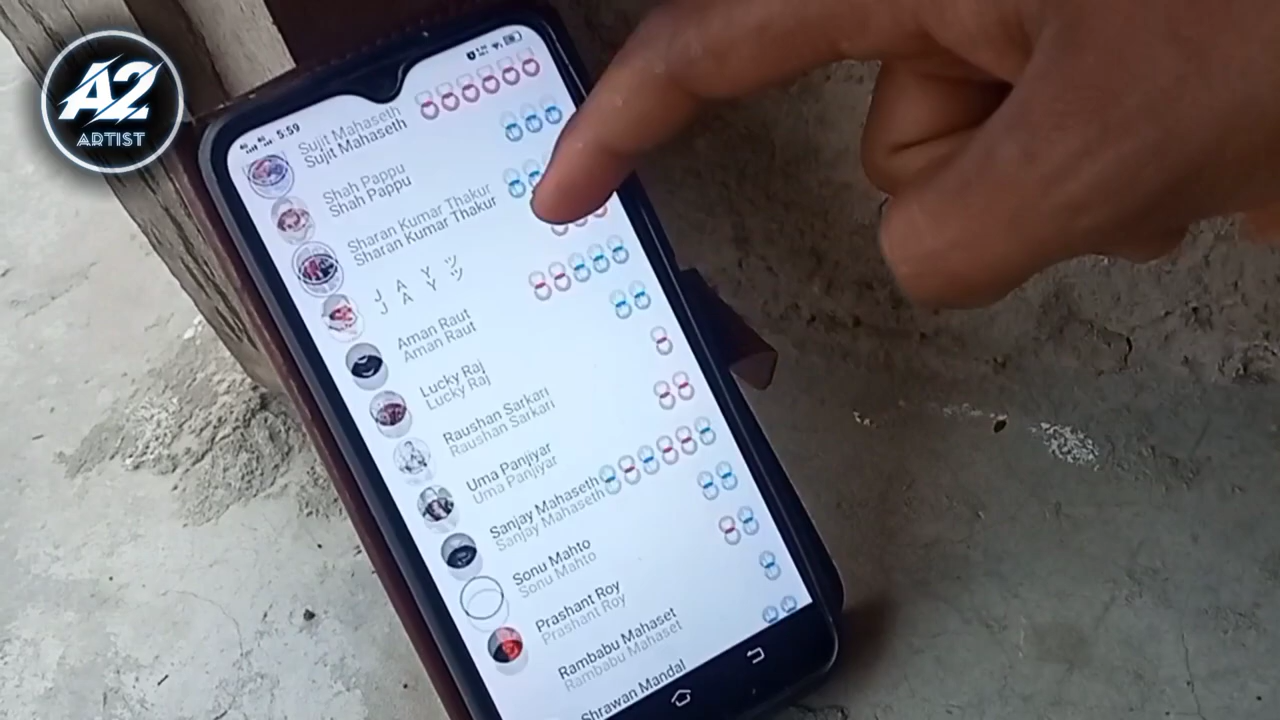 A2
ARTIST
5:59
Sujit Mahaseth
Sujit Mahaseth
Shah Pappu
Shah Pappu
Sharan Kumar Thakur
Sharan Kumar Thakur
J A Y ツ
J A Y ツ
Aman Raut
Aman Raut
Lucky Raj
Lucky Raj
Raushan Sarkari
Raushan Sarkari
Uma Panjiyar
Uma Panjiyar
Sanjay Mahaseth
Sanjay Mahaseth
Sonu Mahto
Sonu Mahto
Prashant Roy
Prashant Roy
Rambabu Mahaset
Rambabu Mahaset
Shrawan Mandal